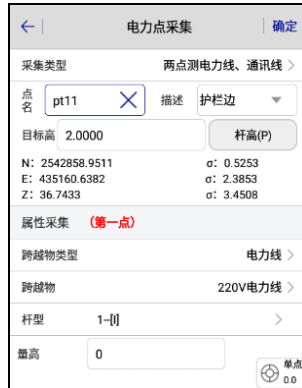 ← 电力点采集 确定
采集类型 两点测电力线、通讯线 >
点名 pt11 描述 护栏边
目标高 2.0000 杆高(P)
N: 2542858.9511 σ: 0.5253
E: 435160.6382 σ: 2.3853
Z: 36.7433 σ: 3.4508
属性采集 (第一点)
跨越物类型 电力线 >
跨越物 220V电力线 >
杆型 1--[I] >
量高 0
单点
0.0